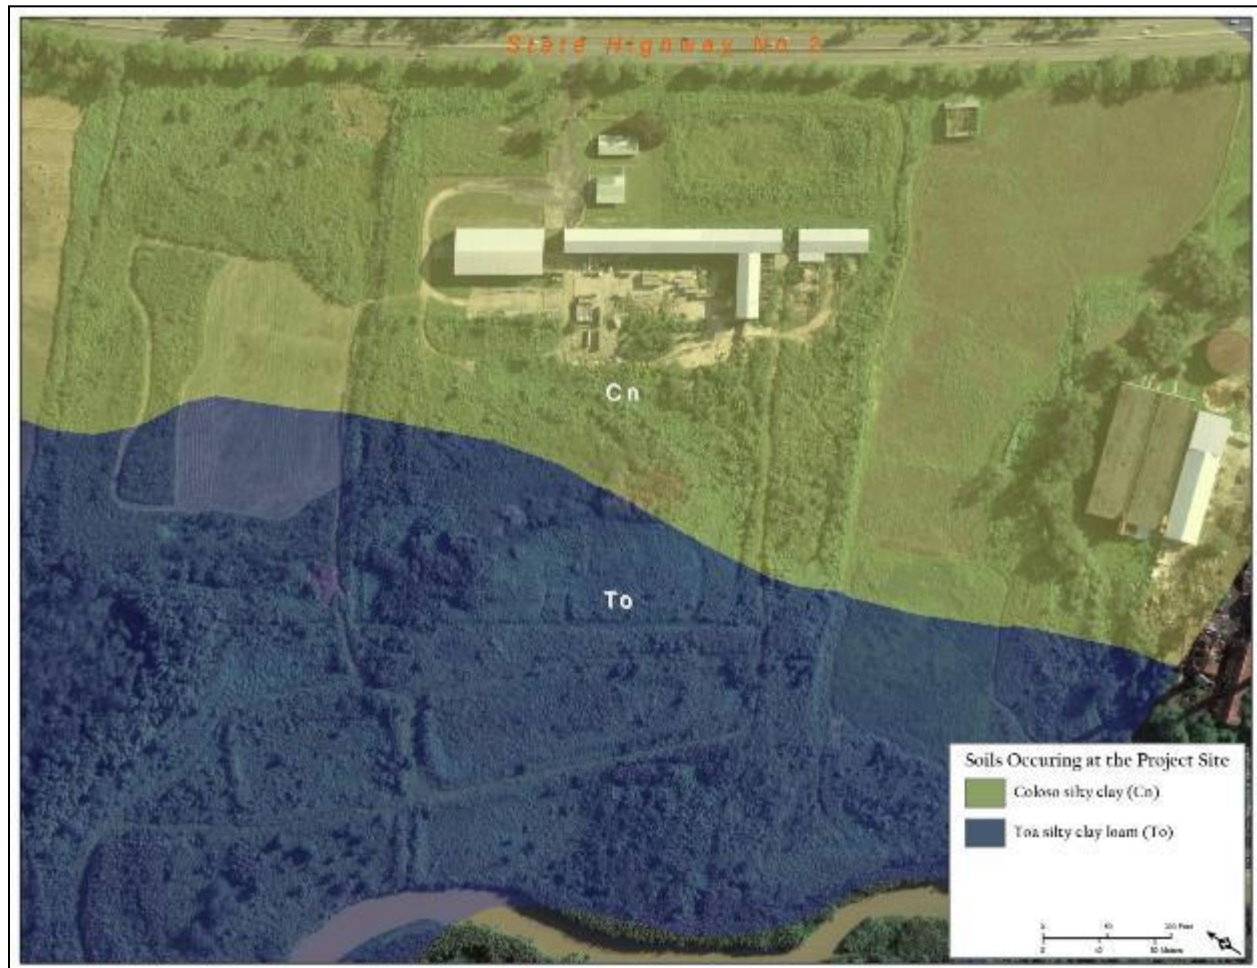 State Highway No 2
Cn
To
Soils Occuring at the Project Site
Coloso silty clay (Cn)
Toa silty clay loam (To)